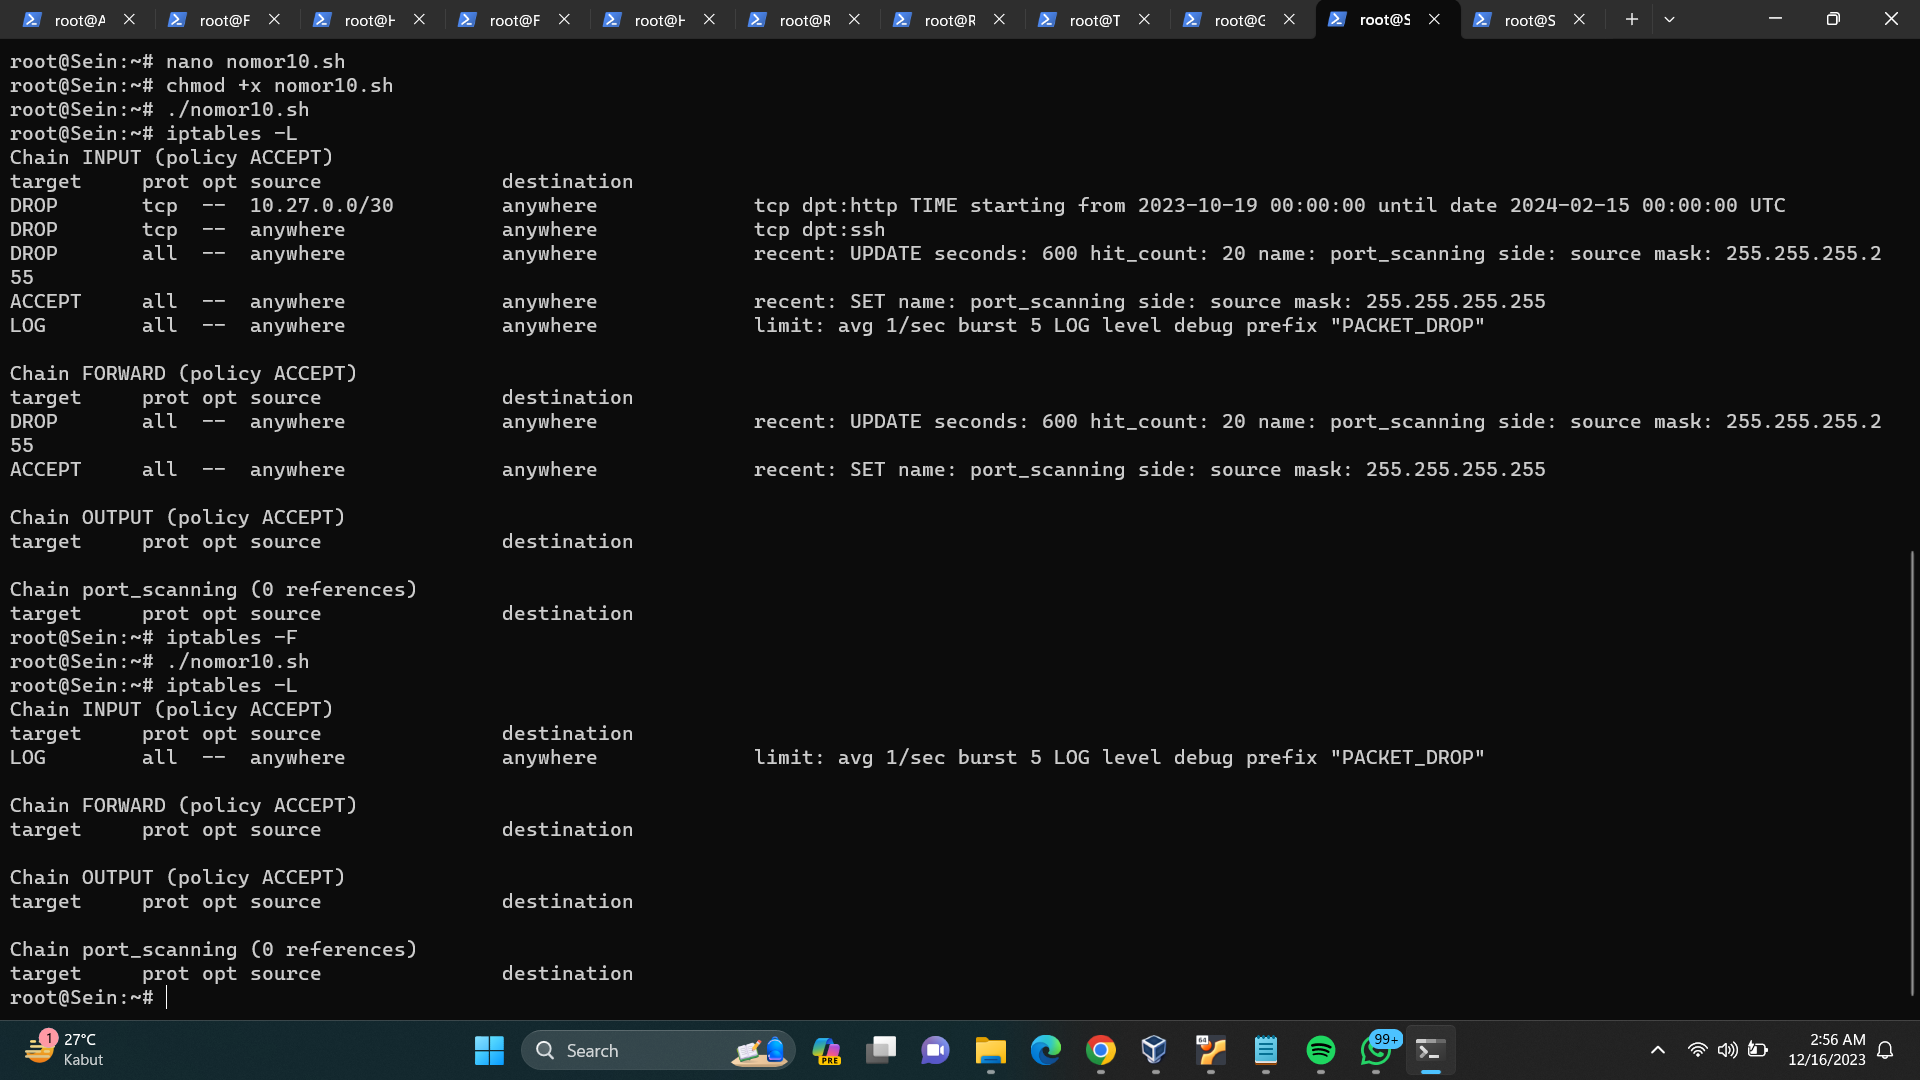 root@A
root@F
root@H
root@F
root@H
root@R
root@R
root@T
root@G
root@S
root@S
root@Sein:~# nano nomor10.sh
root@Sein:~# chmod +x nomor10.sh
root@Sein:~# ./nomor10.sh
root@Sein:~# iptables -L
Chain INPUT (policy ACCEPT)
target     prot opt source               destination
DROP       tcp  --  10.27.0.0/30         anywhere             tcp dpt:http TIME starting from 2023-10-19 00:00:00 until date 2024-02-15 00:00:00 UTC
DROP       tcp  --  anywhere             anywhere             tcp dpt:ssh
DROP       all  --  anywhere             anywhere             recent: UPDATE seconds: 600 hit_count: 20 name: port_scanning side: source mask: 255.255.255.2
55
ACCEPT     all  --  anywhere             anywhere             recent: SET name: port_scanning side: source mask: 255.255.255.255
LOG        all  --  anywhere             anywhere             limit: avg 1/sec burst 5 LOG level debug prefix "PACKET_DROP"
Chain FORWARD (policy ACCEPT)
target     prot opt source               destination
DROP       all  --  anywhere             anywhere             recent: UPDATE seconds: 600 hit_count: 20 name: port_scanning side: source mask: 255.255.255.2
55
ACCEPT     all  --  anywhere             anywhere             recent: SET name: port_scanning side: source mask: 255.255.255.255
Chain OUTPUT (policy ACCEPT)
target     prot opt source               destination
Chain port_scanning (0 references)
target     prot opt source               destination
root@Sein:~# iptables -F
root@Sein:~# ./nomor10.sh
root@Sein:~# iptables -L
Chain INPUT (policy ACCEPT)
target     prot opt source               destination
LOG        all  --  anywhere             anywhere             limit: avg 1/sec burst 5 LOG level debug prefix "PACKET_DROP"
Chain FORWARD (policy ACCEPT)
target     prot opt source               destination
Chain OUTPUT (policy ACCEPT)
target     prot opt source               destination
Chain port_scanning (0 references)
target     prot opt source               destination
root@Sein:~#
1
27°C
Kabut
Search
PRE
64
99+
2:56 AM
12/16/2023